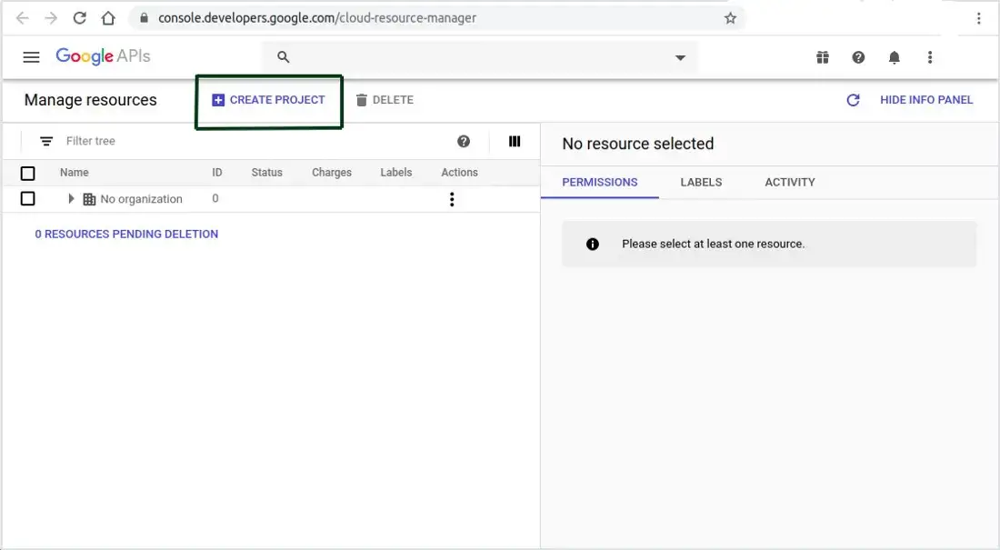 console.developers.google.com/cloud-resource-manager
Google APIs
Manage resources
CREATE PROJECT
DELETE
HIDE INFO PANEL
Filter tree
No resource selected
Name ID Status Charges Labels Actions
PERMISSIONS LABELS ACTIVITY
No organization 0
0 RESOURCES PENDING DELETION
Please select at least one resource.